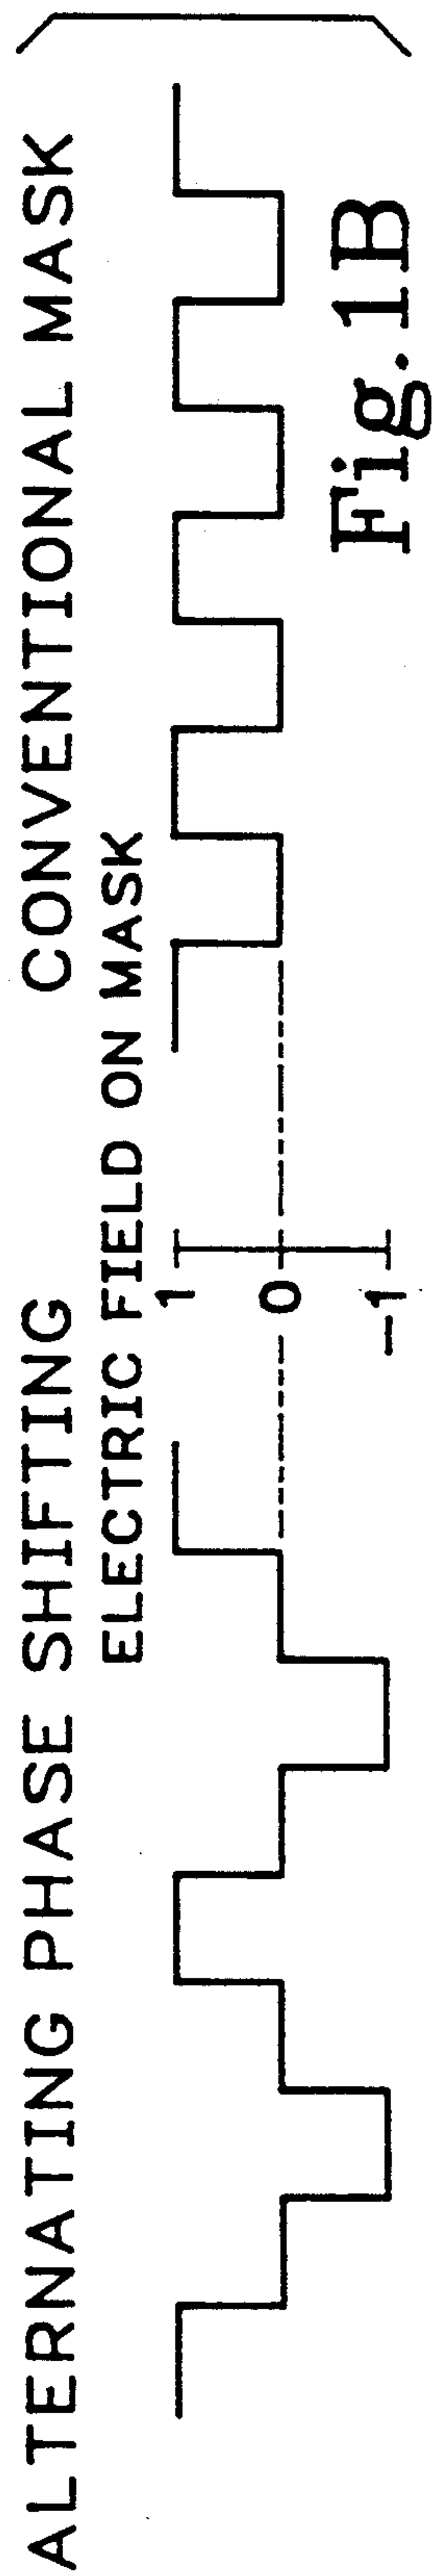 ALTERNATING PHASE SHIFTING CONVENTIONAL MASK
ELECTRIC FIELD ON MASK
1
0
-1
Fig. 1B